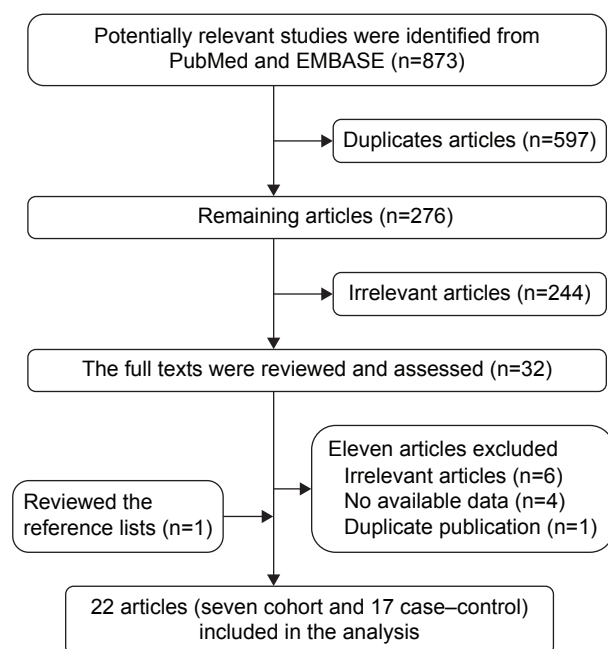 Potentially relevant studies were identified from
PubMed and EMBASE (n=873)
Duplicates articles (n=597)
Remaining articles (n=276)
Irrelevant articles (n=244)
The full texts were reviewed and assessed (n=32)
Eleven articles excluded
Irrelevant articles (n=6)
No available data (n=4)
Duplicate publication (n=1)
Reviewed the
reference lists (n=1)
22 articles (seven cohort and 17 case–control)
included in the analysis